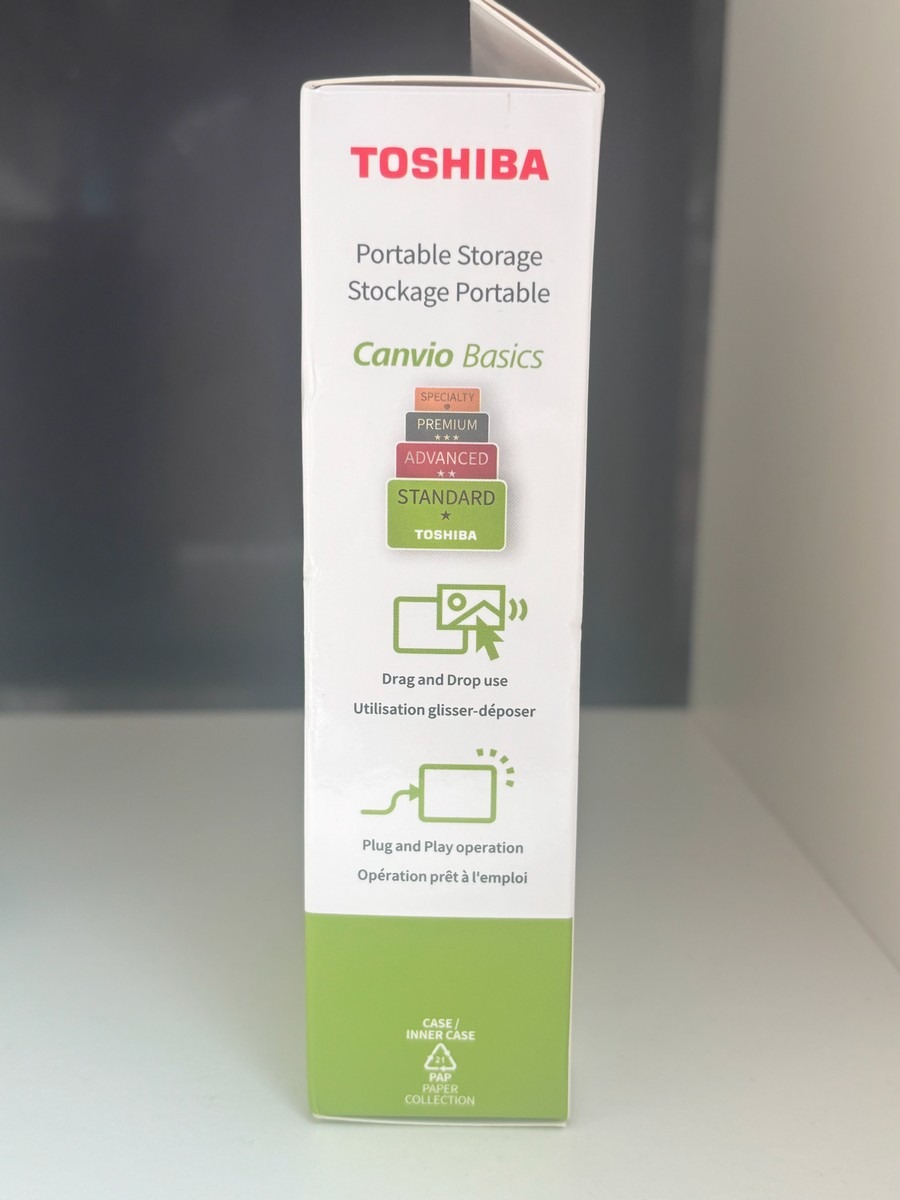 TOSHIBA
Portable Storage
Stockage Portable
Canvio Basics
SPECIALTY
PREMIUM
ADVANCED
STANDARD
TOSHIBA
Drag and Drop use
Utilisation glisser-déposer
Plug and Play operation
Opération prêt à l'emploi
CASE /
INNER CASE
21
PAP
PAPER
COLLECTION